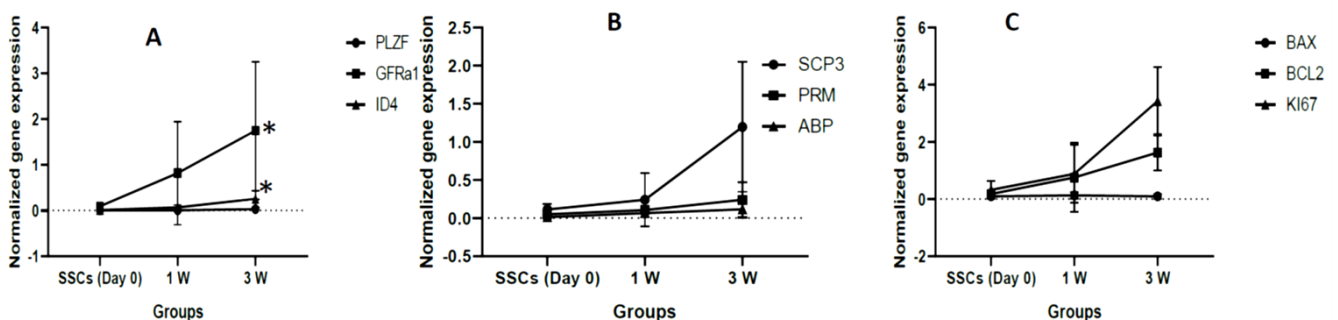 A
Normalized gene expression
4
3
2
1
0
-1
SSCs (Day 0)
1 W
3 W
Groups
*
*
PLZF
GFRa1
ID4
B
Normalized gene expression
2.5
2.0
1.5
1.0
0.5
0.0
-0.5
SSCs (Day 0)
1 W
3 W
Groups
SCP3
PRM
ABP
C
Normalized gene expression
6
4
2
0
-2
SSCs (Day 0)
1 W
3 W
Groups
BAX
BCL2
KI67